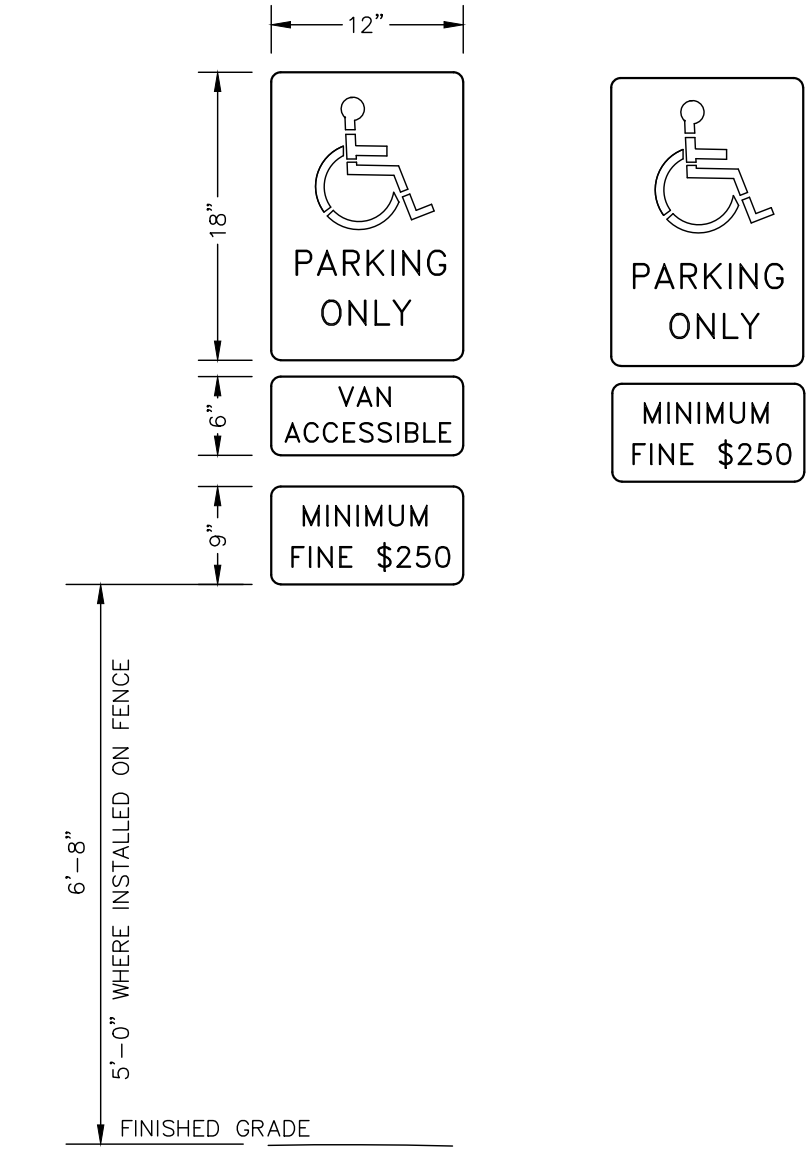 12”
18”
PARKING
ONLY
6”
VAN
ACCESSIBLE
9”
MINIMUM
FINE $250
PARKING
ONLY
MINIMUM
FINE $250
6’–8”
5’–0” WHERE INSTALLED ON FENCE
FINISHED GRADE